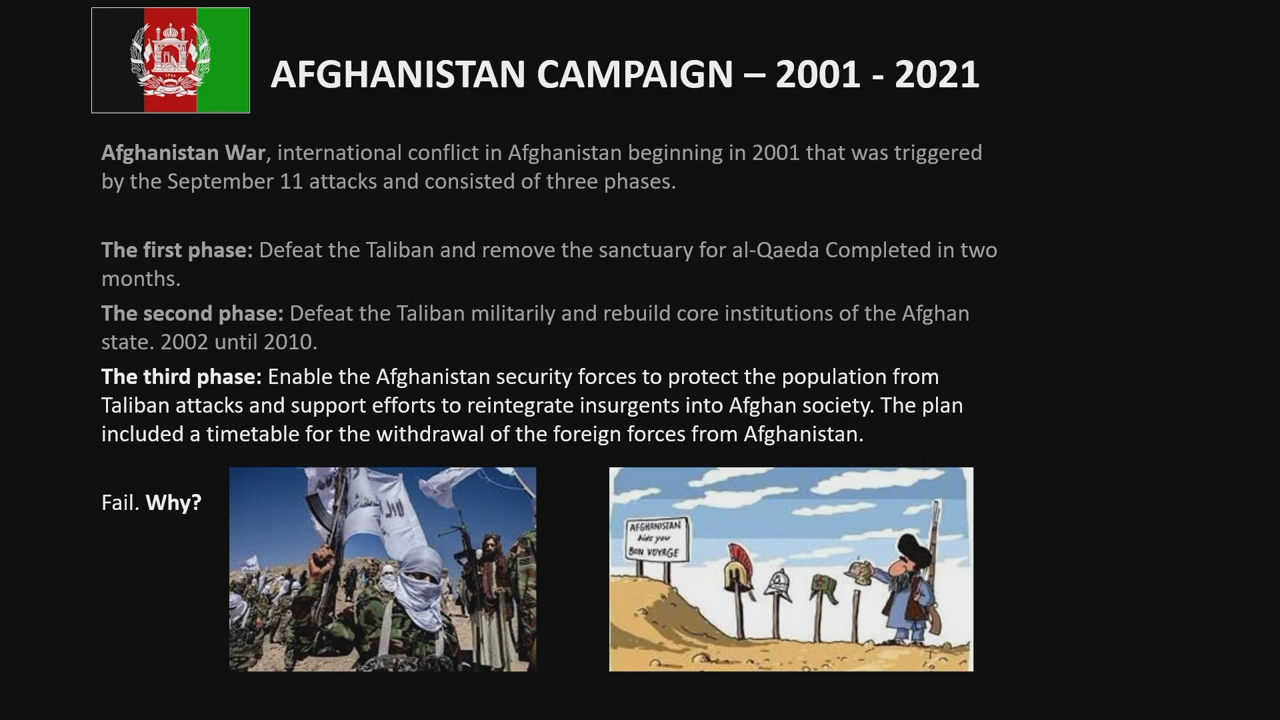 AFGHANISTAN CAMPAIGN – 2001 - 2021
Afghanistan War, international conflict in Afghanistan beginning in 2001 that was triggered
by the September 11 attacks and consisted of three phases.
The first phase: Defeat the Taliban and remove the sanctuary for al-Qaeda Completed in two
months.
The second phase: Defeat the Taliban militarily and rebuild core institutions of the Afghan
state. 2002 until 2010.
The third phase: Enable the Afghanistan security forces to protect the population from
Taliban attacks and support efforts to reintegrate insurgents into Afghan society. The plan
included a timetable for the withdrawal of the foreign forces from Afghanistan.
Fail. Why?
AFGHANISTAN
bids you
BON VOYAGE